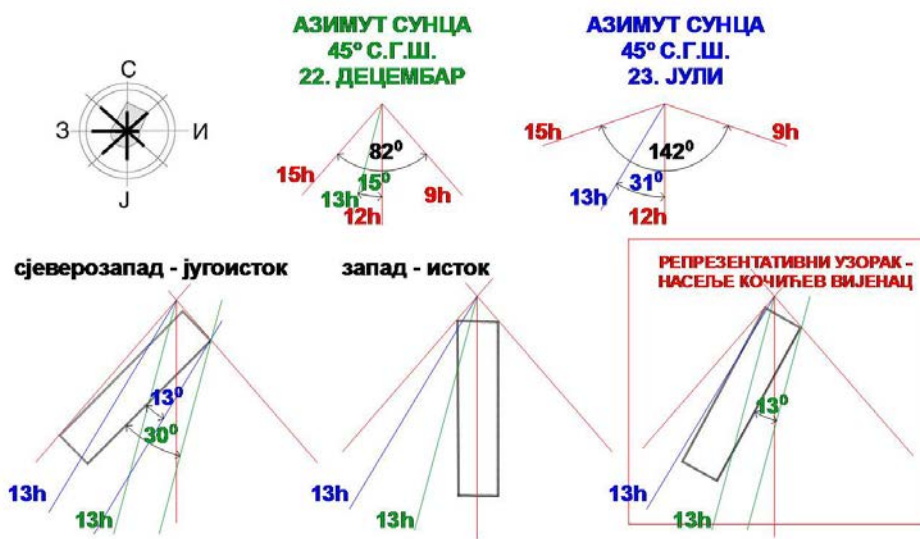 АЗИМУТ СУНЦА
45º С.Г.Ш.
22. ДЕЦЕМБАР
АЗИМУТ СУНЦА
45º С.Г.Ш.
23. ЈУЛИ
С
З
И
Ј
15h
82⁰
15⁰
13h
12h
9h
15h
142⁰
31⁰
13h
12h
9h
сјеверозапад - југоисток
запад - исток
РЕПРЕЗЕНТАТИВНИ УЗОРАК –
НАСЕЉЕ КОЧИЋЕВ ВИЈЕНАЦ
13⁰
30⁰
13h
13h
13h
13h
13⁰
13h
13h